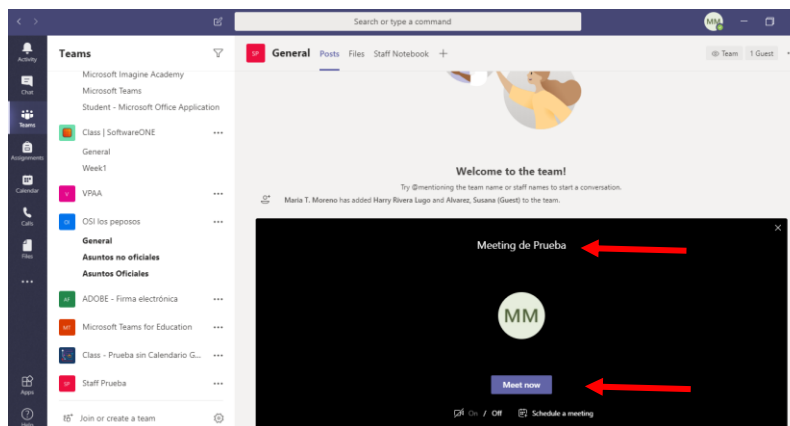 Search or type a command
MM
Activity
Chat
Teams
Assignments
Calendar
Calls
Files
Apps
Help
Teams
Microsoft Imagine Academy
Microsoft Teams
Student - Microsoft Office Application
Class | SoftwareONE
General
Week1
V
VPAA
OSI los peposos
General
Asuntos no oficiales
Asuntos Oficiales
AF
ADOBE - Firma electrónica
MT
Microsoft Teams for Education
Class - Prueba sin Calendario G...
SP
Staff Prueba
Join or create a team
SP
General Posts Files Staff Notebook +
Team 1 Guest
Welcome to the team!
Try @mentioning the team name or staff names to start a conversation.
Maria T. Moreno has added Harry Rivera Lugo and Alvarez, Susana (Guest) to the team.
Meeting de Prueba
MM
Meet now
On / Off Schedule a meeting